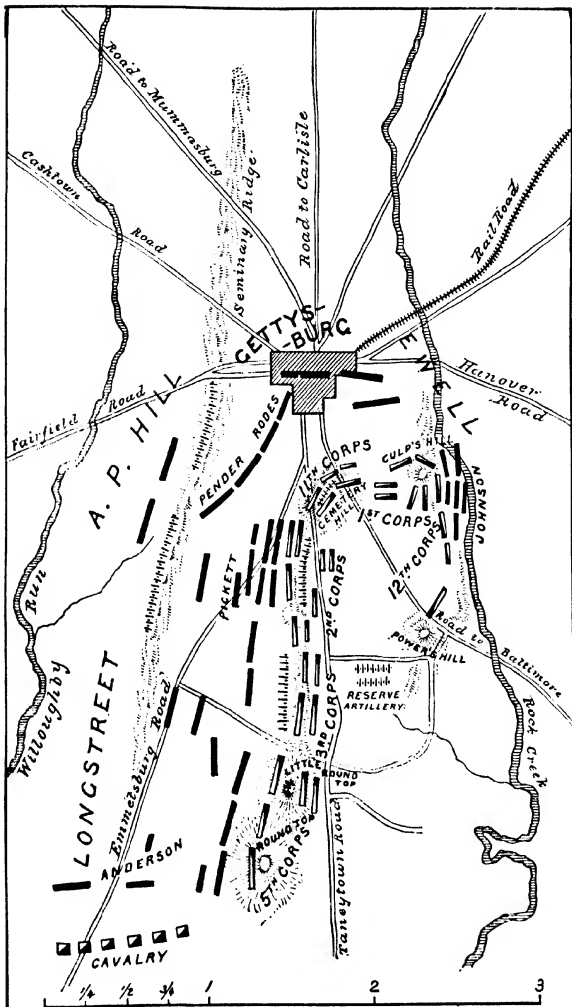 Road to Mummasburg
Cashtown Road
Seminary Ridge
Road to Carlisle
RailRoad
GETTYS-
-BURG
EWELL
Hanover Road
Fairfield Road
A. P. HILL
PENDER RODES
11TH CORPS
CEMETERY HILL
CULP'S HILL
1ST CORPS
JOHNSON
12TH CORPS
PICKETT
2ND CORPS
Willoughby Run
POWERS HILL
Road to Baltimore
RESERVE
ARTILLERY
Rock Creek
LONGSTREET
Emmetsburg Road
3RD CORPS
LITTLE ROUND TOP
ROUND TOP
5TH CORPS
Taneytown Road
ANDERSON
CAVALRY
1/4 1/2 3/4 1 2 3